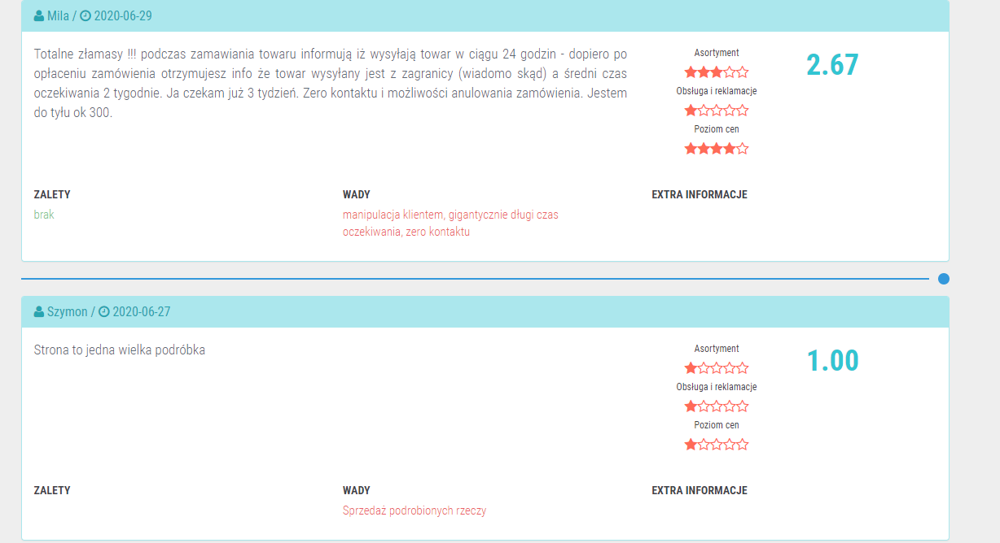 Mila / 2020-06-29
Totalne złamasy !!! podczas zamawiania towaru informują iż wysyłają towar w ciągu 24 godzin - dopiero po
opłaceniu zamówienia otrzymujesz info że towar wysyłany jest z zagranicy (wiadomo skąd) a średni czas
oczekiwania 2 tygodnie. Ja czekam już 3 tydzień. Zero kontaktu i możliwości anulowania zamówienia. Jestem
do tyłu ok 300.
Asortyment
Obsługa i reklamacje
Poziom cen
2.67
ZALETY
brak
WADY
manipulacja klientem, gigantycznie długi czas
oczekiwania, zero kontaktu
EXTRA INFORMACJE
Szymon / 2020-06-27
Strona to jedna wielka podróbka
Asortyment
Obsługa i reklamacje
Poziom cen
1.00
ZALETY
WADY
Sprzedaż podrobionych rzeczy
EXTRA INFORMACJE